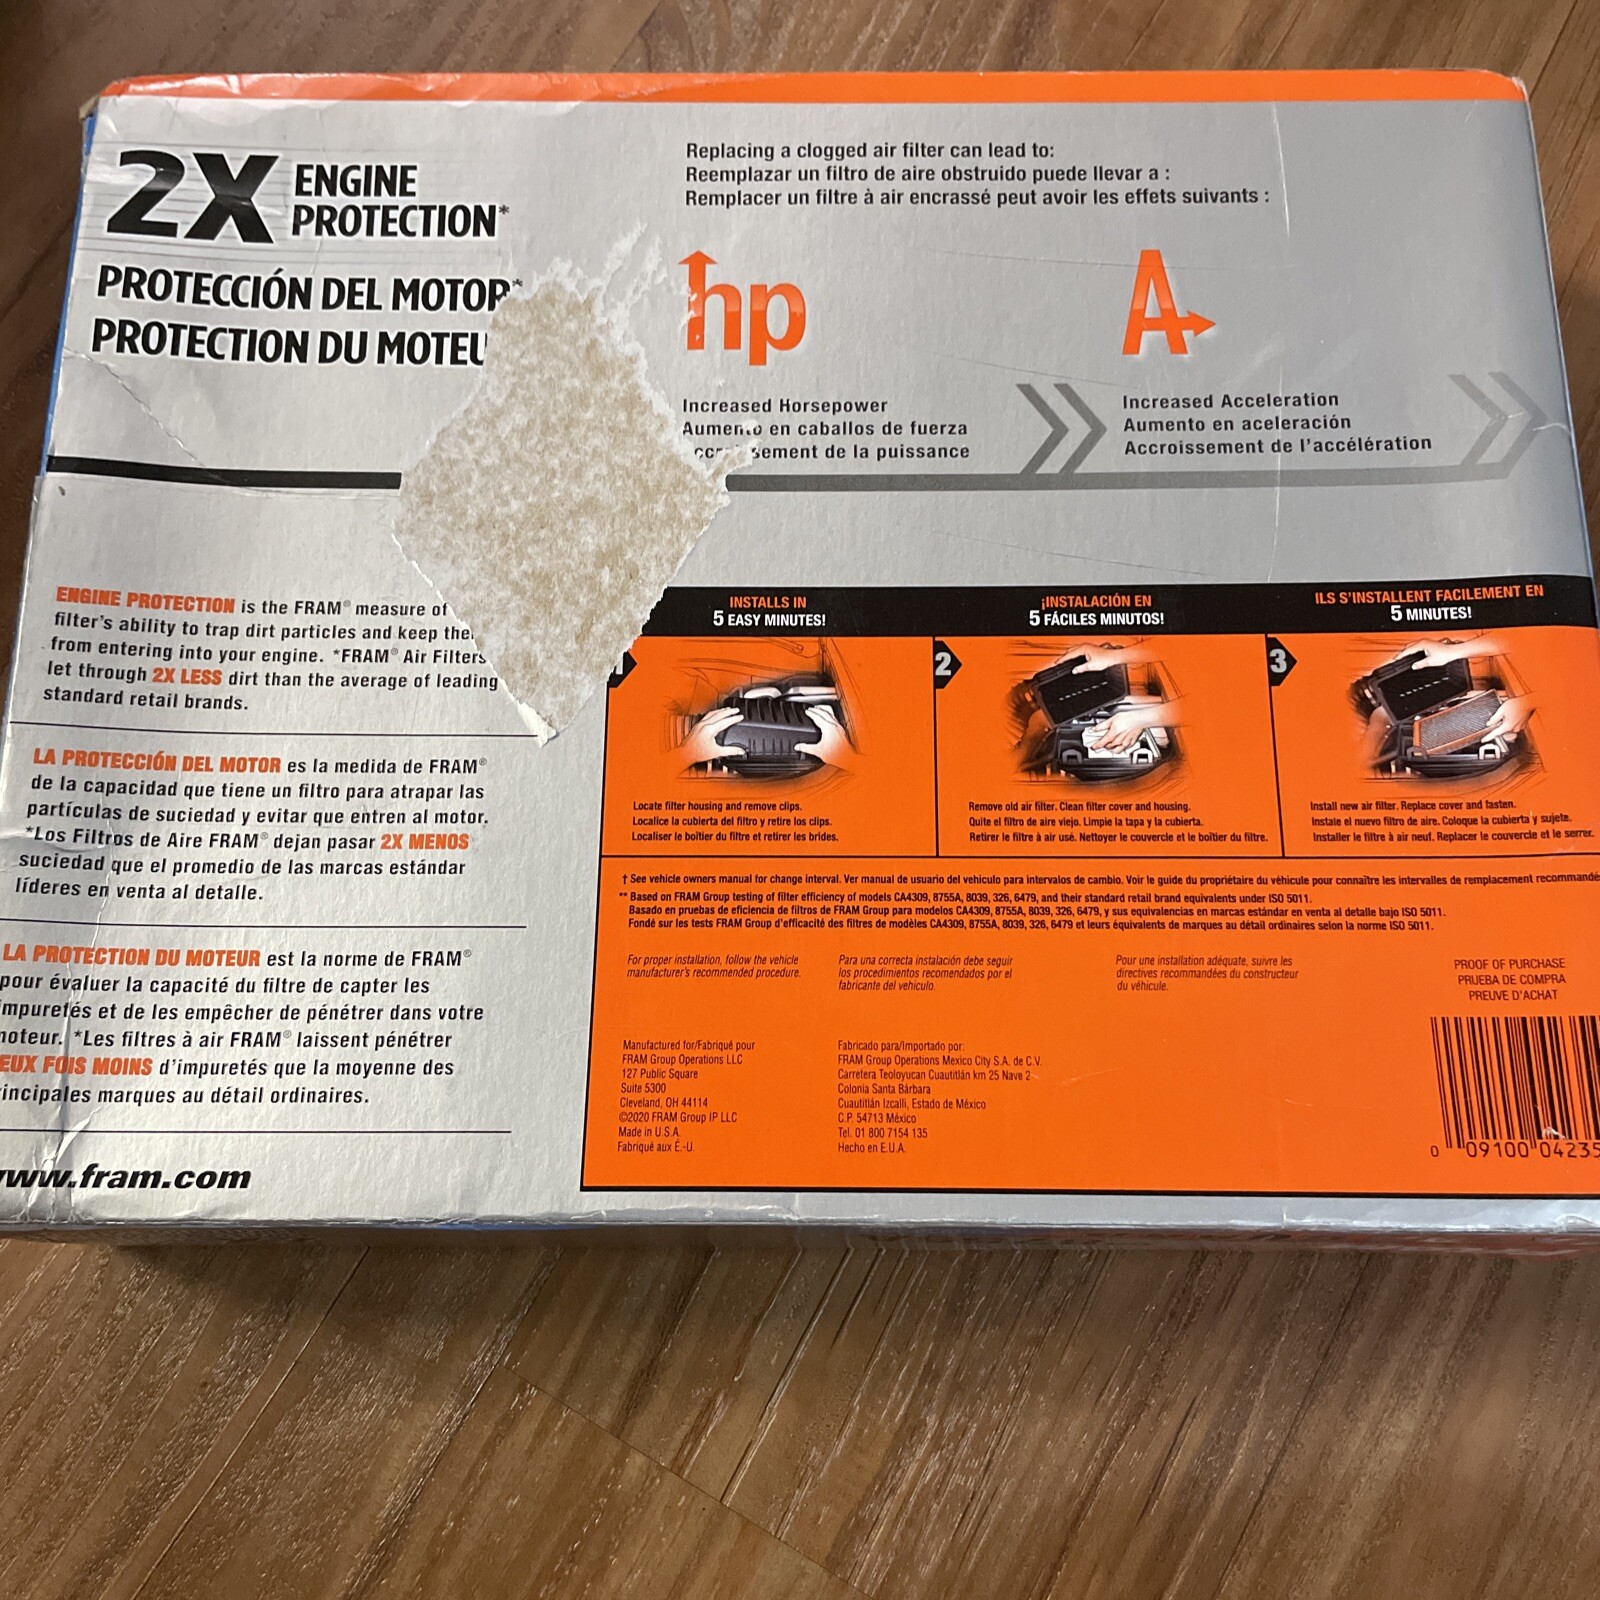 2X ENGINE
PROTECTION*
PROTECCIÓN DEL MOTOR*
PROTECTION DU
Replacing a clogged air filter can lead to:
Reemplazar un filtro de aire obstruido puede llevar a :
Remplacer un filtre à air encrassé peut avoir les effets suivants :
hp
Increased Horsepower
Aumento en caballos de fuerza
de la puissance
A
Increased Acceleration
Aumento en aceleración
Accroissement de l'accélération
ENGINE PROTECTION is the FRAM® measure of
filter's ability to trap dirt particles and keep
from entering into your engine. *FRAM® Air Filters
let through 2X LESS dirt than the average of leading
standard retail brands.
LA PROTECCIÓN DEL MOTOR es la medida de FRAM®
de la capacidad que tiene un filtro para atrapar las
partículas de suciedad y evitar que entren al motor.
*Los Filtros de Aire FRAM® dejan pasar 2X MENOS
suciedad que el promedio de las marcas estándar
líderes en venta al detalle.
LA PROTECTION DU MOTEUR est la norme de FRAM®
pour évaluer la capacité du filtre de capter les
impuretés et de les empêcher de pénétrer dans votre
moteur. *Les filtres à air FRAM® laissent pénétrer
EUX FOIS MOINS d'impuretés que la moyenne des
incipales marques au détail ordinaires.
www.fram.com
INSTALLS IN
5 EASY MINUTES!
¡INSTALACIÓN EN
5 FÁCILES MINUTOS!
ILS S'INSTALLENT FACILEMENT EN
5 MINUTES!
1
2
3
Locate filter housing and remove clips.
Localice la cubierta del filtro y retire los clips.
Localiser le boîtier du filtre et retirer les brides.
Remove old air filter. Clean filter cover and housing.
Quite el filtro de aire viejo. Limpie la tapa y la cubierta.
Retirer le filtre à air usé. Nettoyer le couvercle et le boîtier du filtre.
Install new air filter. Replace cover and fasten.
Instale el nuevo filtro de aire. Coloque la cubierta y sujete.
Installer le filtre à air neuf. Replacer le couvercle et le serrer.
† See vehicle owners manual for change interval. Ver manual de usuario del vehiculo para intervalos de cambio. Voir le guide du propriétaire du véhicule pour connaître les intervalles de remplacement recommandé
** Based on FRAM Group testing of filter efficiency of models CA4309, 8755A, 8039, 326, 6479, and their standard retail brand equivalents under ISO 5011.
Basado en pruebas de eficiencia de filtros de FRAM Group para modelos CA4309, 8755A, 8039, 326, 6479, y sus equivalencias en marcas estándar en venta al detalle bajo ISO 5011.
Fondé sur les tests FRAM Group d'efficacité des filtres de modèles CA4309, 8755A, 8039, 326, 6479 et leurs équivalents de marques au détail ordinaires selon la norme ISO 5011.
For proper installation, follow the vehicle
manufacturer's recommended procedure.
Para una correcta instalación debe seguir
los procedimientos recomendados por el
fabricante del vehiculo.
Pour une installation adéquate, suivre les
directives recommandées du constructeur
du véhicule.
PROOF OF PURCHASE
PRUEBA DE COMPRA
PREUVE D'ACHAT
Manufactured for/Fabriqué pour
FRAM Group Operations LLC
127 Public Square
Suite 5300
Cleveland, OH 44114
©2020 FRAM Group IP LLC
Made in U.S.A.
Fabriqué aux É.-U.
Fabricado para/Importado por:
FRAM Group Operations Mexico City S.A. de C.V.
Carretera Teoloyucan Cuautitlán km 25 Nave 2
Colonia Santa Bárbara
Cuautitlán Izcalli, Estado de México
C.P. 54713 México
Tel. 01 800 7154 135
Hecho en E.U.A.
0 09100 04235